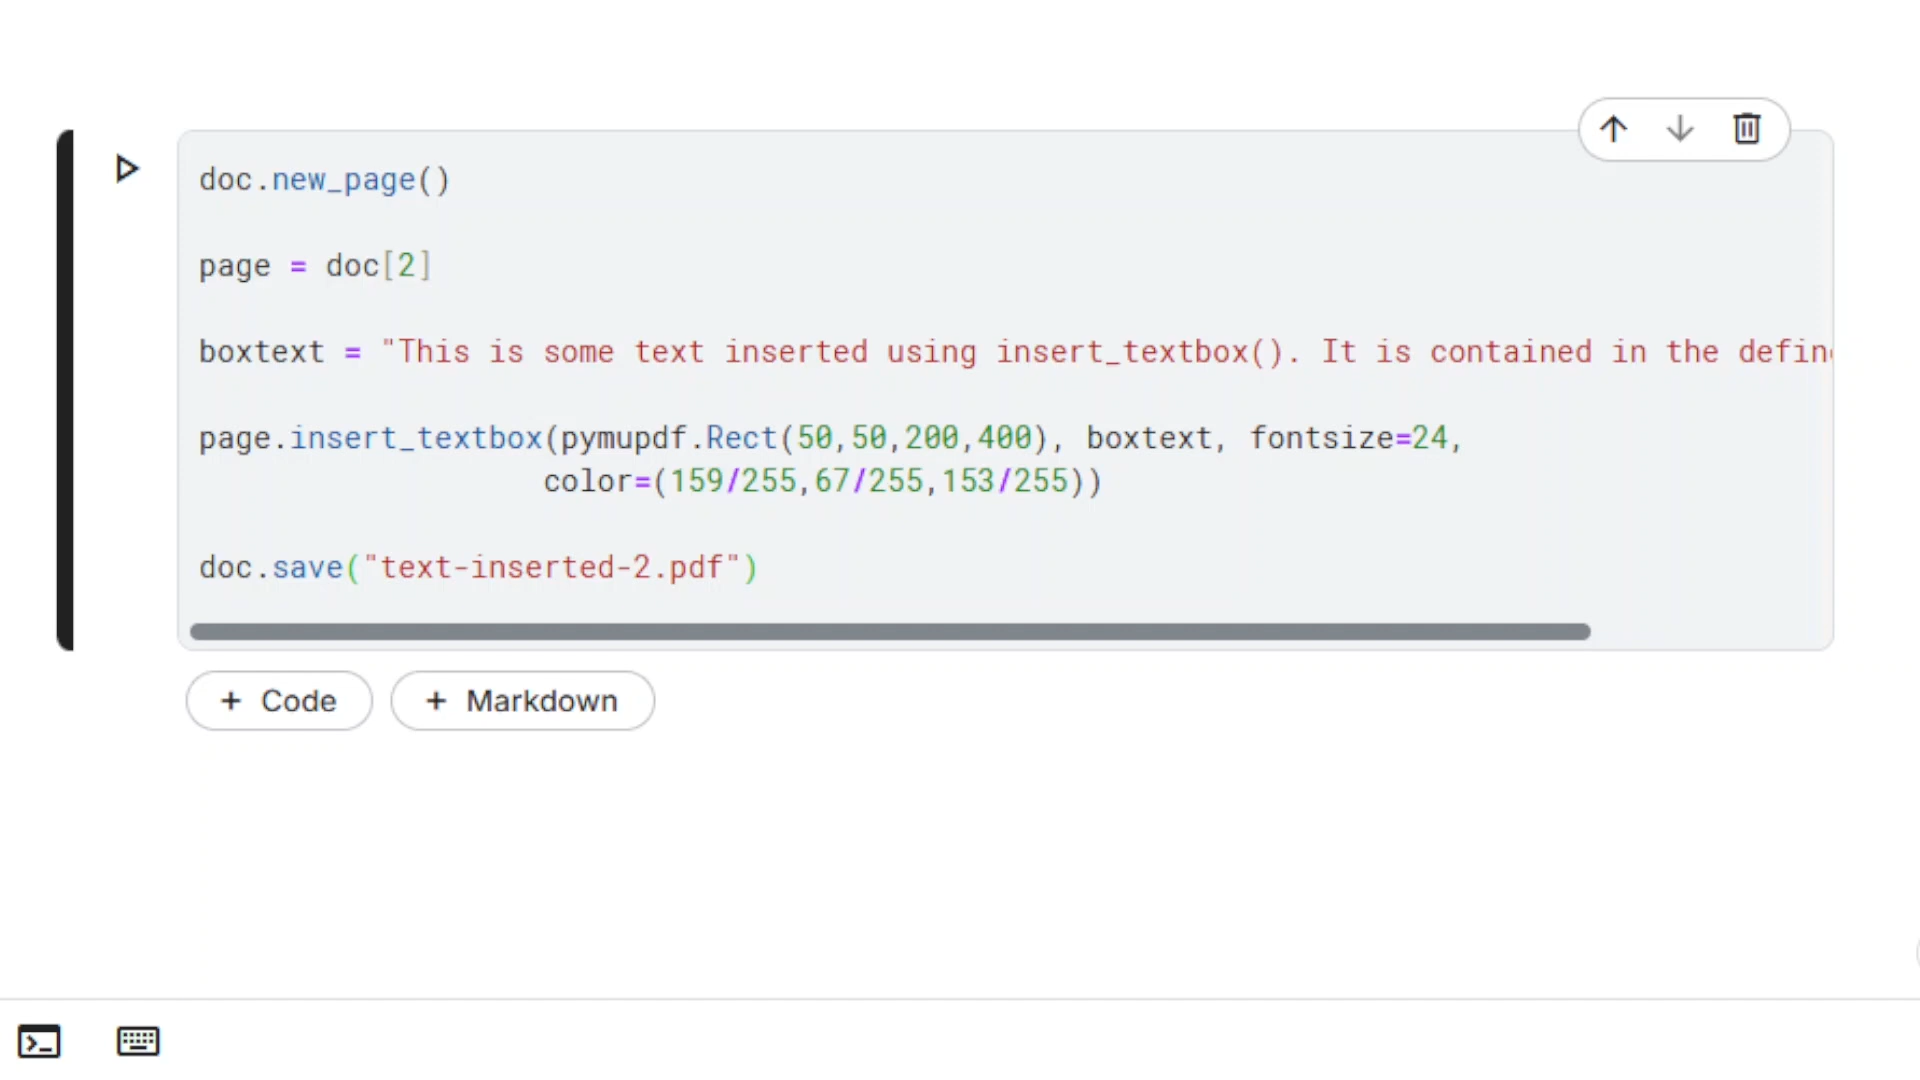 doc.new_page()
page = doc[2]
boxtext = "This is some text inserted using insert_textbox(). It is contained in the
page.insert_textbox(pymupdf.Rect(50,50,200,400), boxtext, fontsize=24,
color=(159/255,67/255,153/255))
doc.save("text-inserted-2.pdf")
+ Code + Markdown